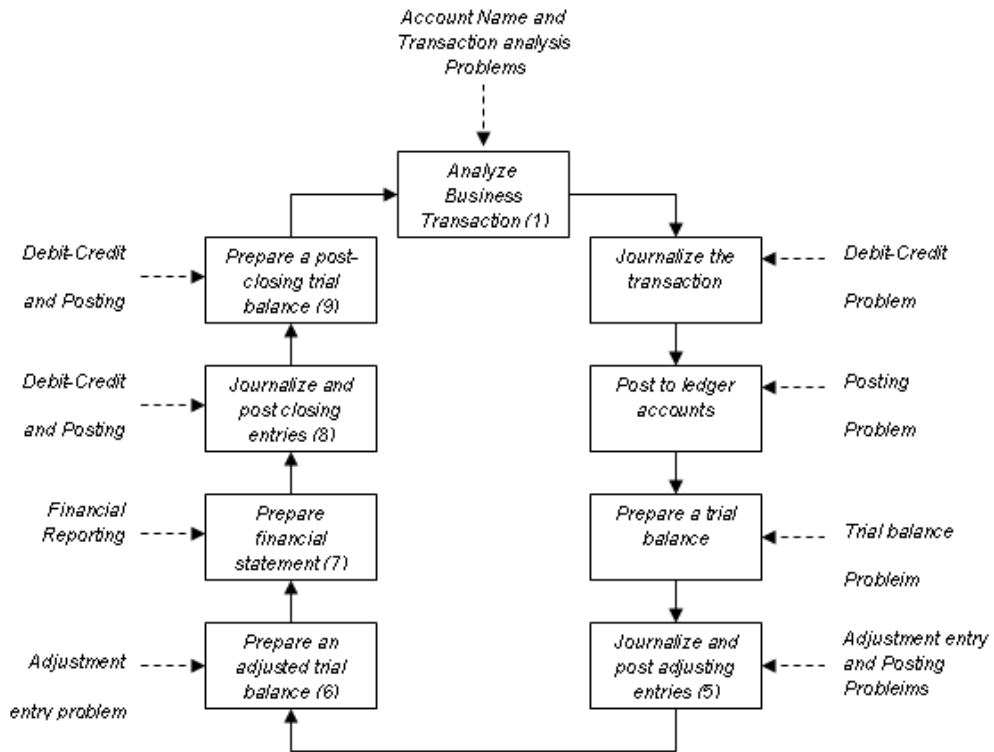 Account Name and
Transaction analysis
Problems
Analyze
Business
Transaction (1)
Debit-Credit
and Posting
Prepare a post-
closing trial
balance (9)
Journalize the
transaction
Debit-Credit
Problem
Debit-Credit
and Posting
Journalize and
post closing
entries (8)
Post to ledger
accounts
Posting
Problem
Financial
Reporting
Prepare
financial
statement (7)
Prepare a trial
balance
Trial balance
Probleim
Adjustment
entry problem
Prepare an
adjusted trial
balance (6)
Journalize and
post adjusting
entries (5)
Adjustment entry
and Posting
Probleims